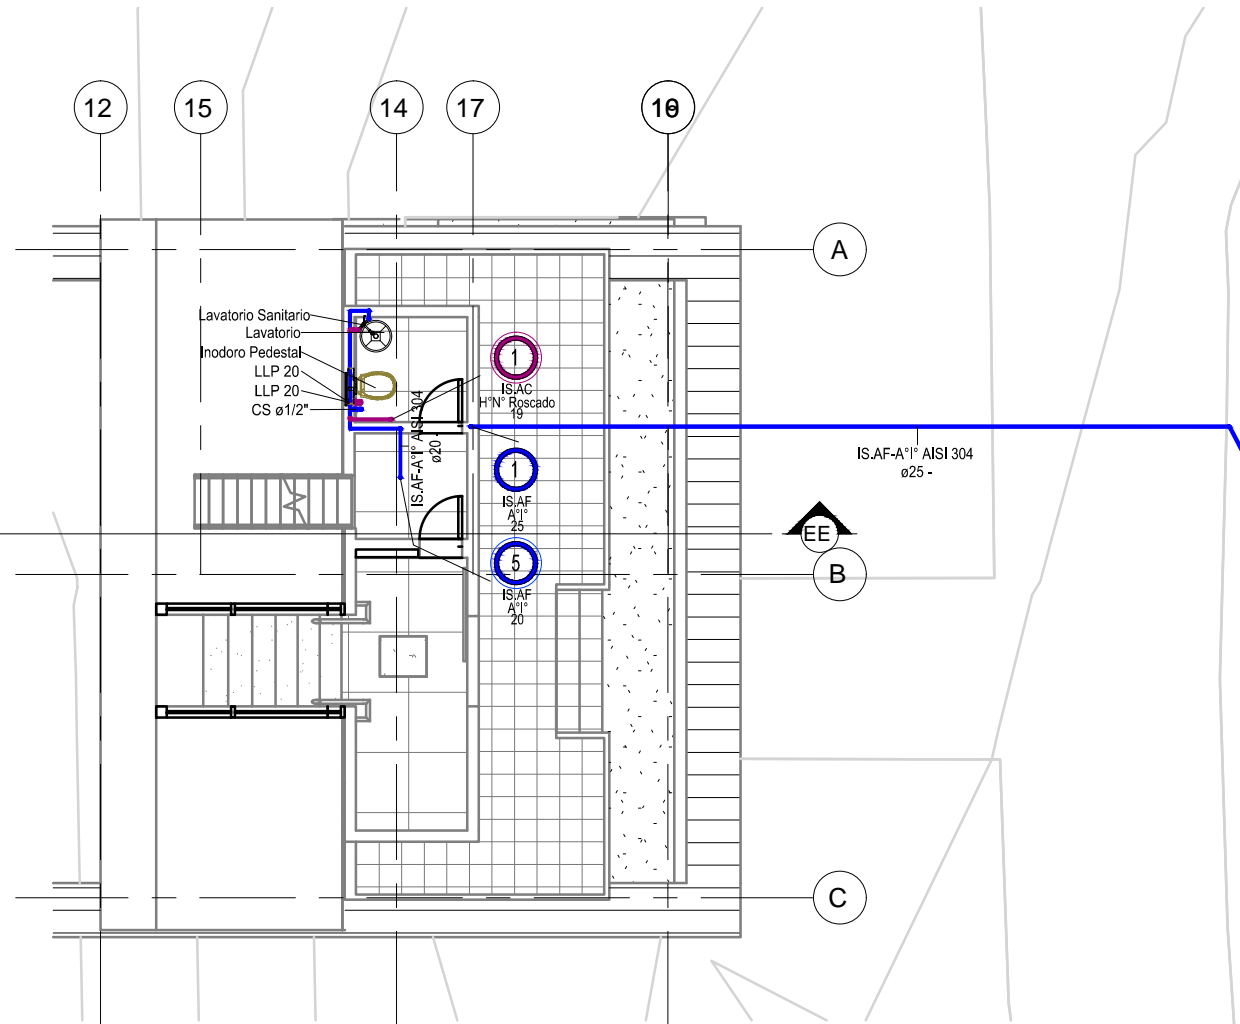 12
15
14
17
A
Lavatorio Sanitario
Lavatorio
Inodoro Pedestal
LLP 20
LLP 20
CS ø1/2"
IS.AF-A°I° AISI 304
ø20 -
1
IS.AC
H°N° Roscado
19
1
IS.AF
A°I°
25
5
IS.AF
A°I°
20
IS.AF-A°I° AISI 304
ø25 -
EE
B
C